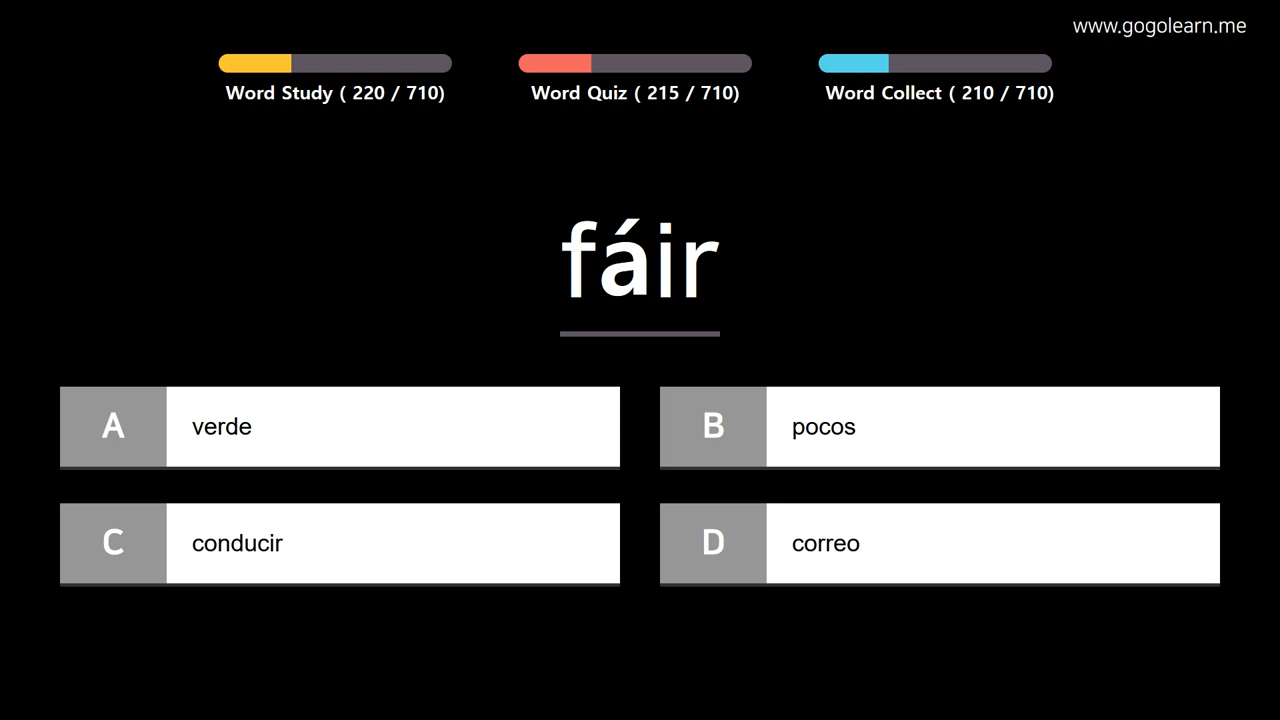 www.gogolearn.me
Word Study ( 220 / 710)
Word Quiz ( 215 / 710)
Word Collect ( 210 / 710)
fáir
A verde
B pocos
C conducir
D correo